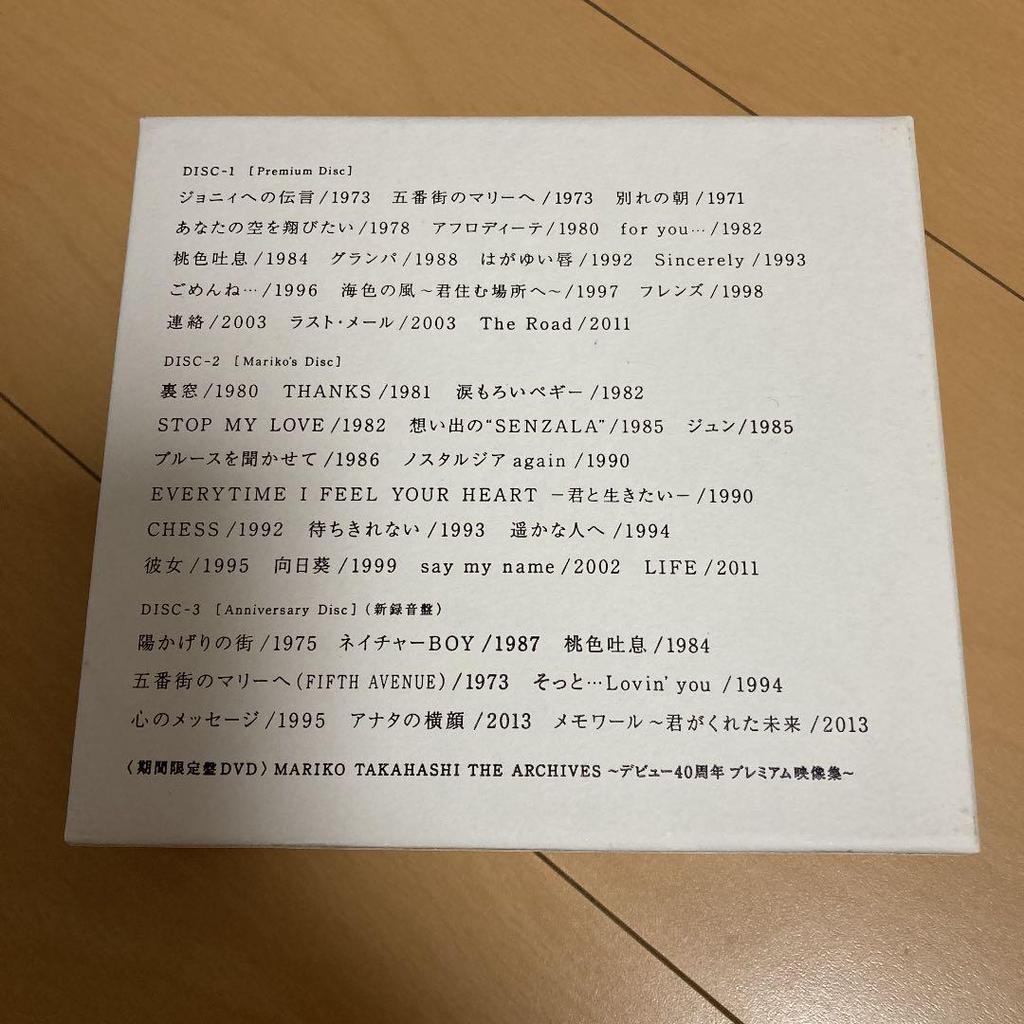 DISC-1 [Premium Disc]
ジョニィへの伝言/1973 五番街のマリーへ/1973 別れの朝/1971
あなたの空を翔びたい/1978 アフロディーテ/1980 for you…/1982
桃色吐息/1984 グランパ/1988 はがゆい唇/1992 Sincerely/1993
ごめんね…/1996 海色の風～君住む場所へ～/1997 フレンズ/1998
連絡/2003 ラスト・メール/2003 The Road/2011
DISC-2 [Mariko's Disc]
裏窓/1980 THANKS/1981 涙もろいペギー/1982
STOP MY LOVE/1982 想い出の“SENZALA”/1985 ジュン/1985
ブルースを聞かせて/1986 ノスタルジアagain/1990
EVERYTIME I FEEL YOUR HEART －君と生きたい－/1990
CHESS/1992 待ちきれない/1993 遥かな人へ/1994
彼女/1995 向日葵/1999 say my name/2002 LIFE/2011
DISC-3 [Anniversary Disc](新録音盤)
陽かげりの街/1975 ネイチャーBOY/1987 桃色吐息/1984
五番街のマリーへ(FIFTH AVENUE)/1973 そっと…Lovin' you /1994
心のメッセージ/1995 アナタの横顔/2013 メモワール～君がくれた未来/2013
〈期間限定盤DVD〉MARIKO TAKAHASHI THE ARCHIVES ～デビュー40周年 プレミアム映像集～